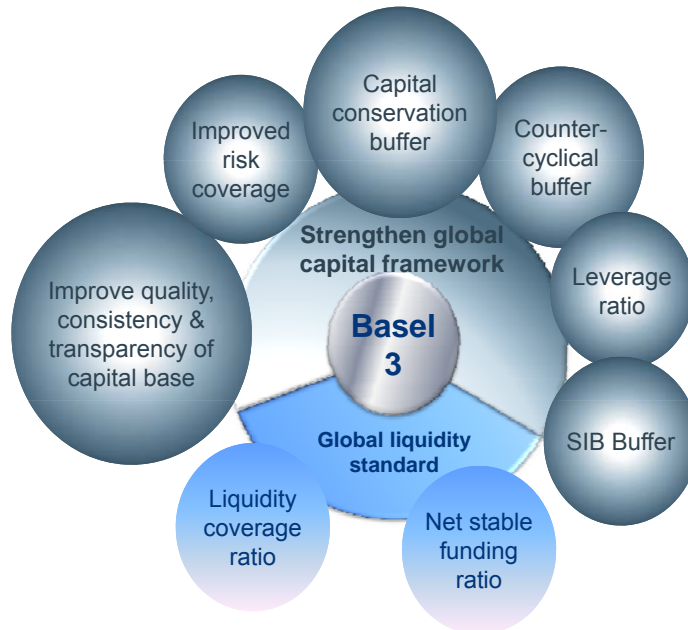 Capital
conservation
buffer
Improved
risk
coverage
Counter-
cyclical
buffer
Strengthen global
capital framework
Leverage
ratio
Improve quality,
consistency &
transparency of
capital base
Basel
3
SIB Buffer
Global liquidity
standard
Liquidity
coverage
ratio
Net stable
funding
ratio